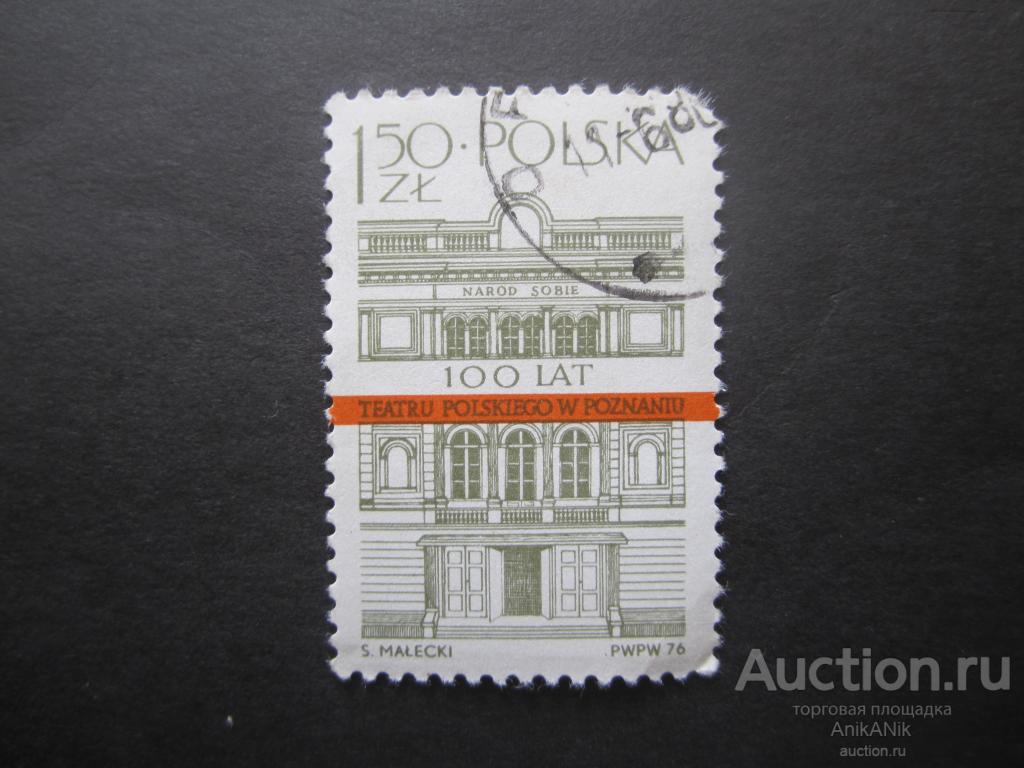 1 50 · POLSKA
ZŁ
NARÓD SOBIE
100 LAT
TEATRU POLSKIEGO W POZNANIU
S. MAŁECKI PWPW 76
Auction.ru
торговая площадка
AnikANik
auction.ru